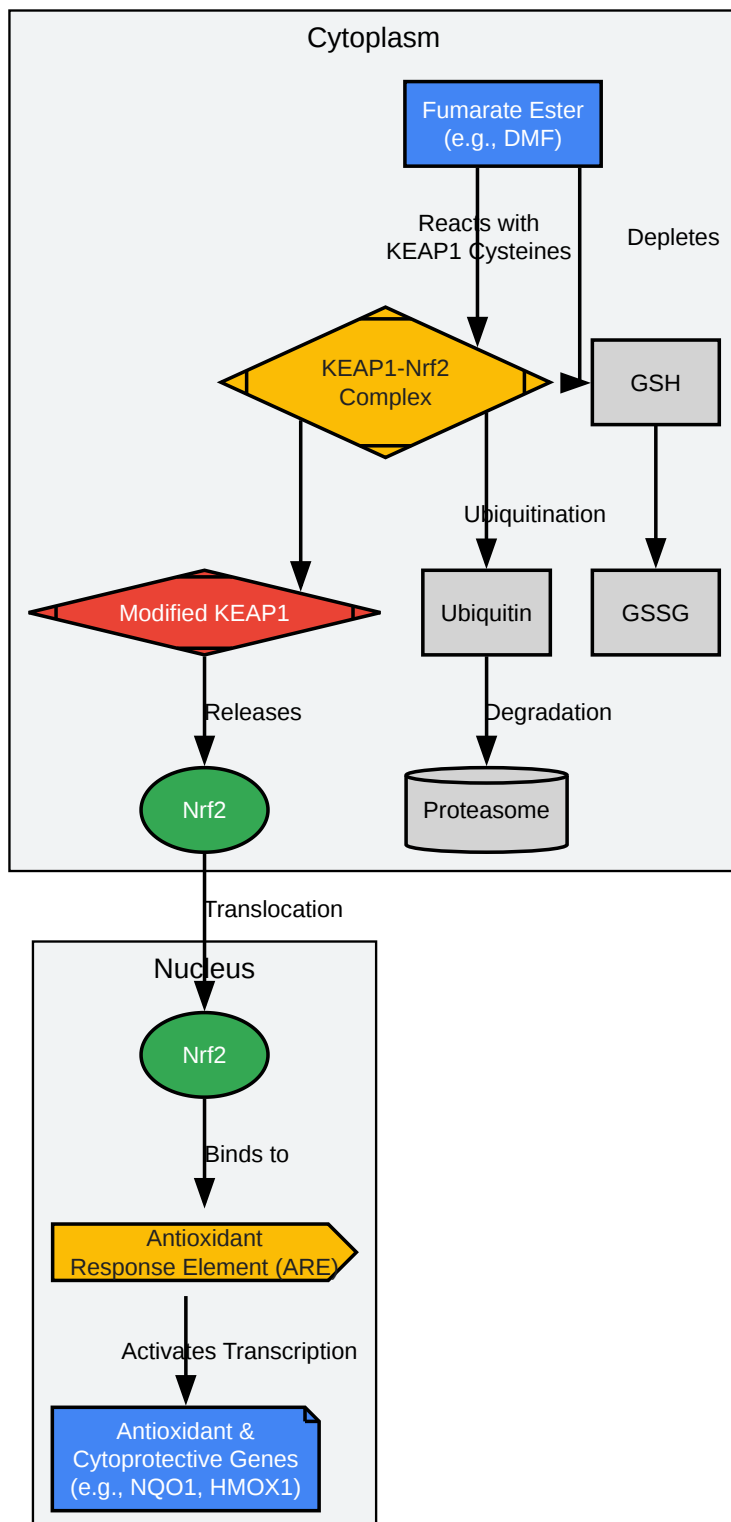 Cytoplasm
Fumarate Ester
(e.g., DMF)
Reacts with
KEAP1 Cysteines
Depletes
KEAP1-Nrf2
Complex
GSH
Ubiquitination
Modified KEAP1
Ubiquitin
GSSG
Releases
Degradation
Nrf2
Proteasome
Translocation
Nucleus
Nrf2
Binds to
Antioxidant
Response Element (ARE)
Activates Transcription
Antioxidant &
Cytoprotective Genes
(e.g., NQO1, HMOX1)